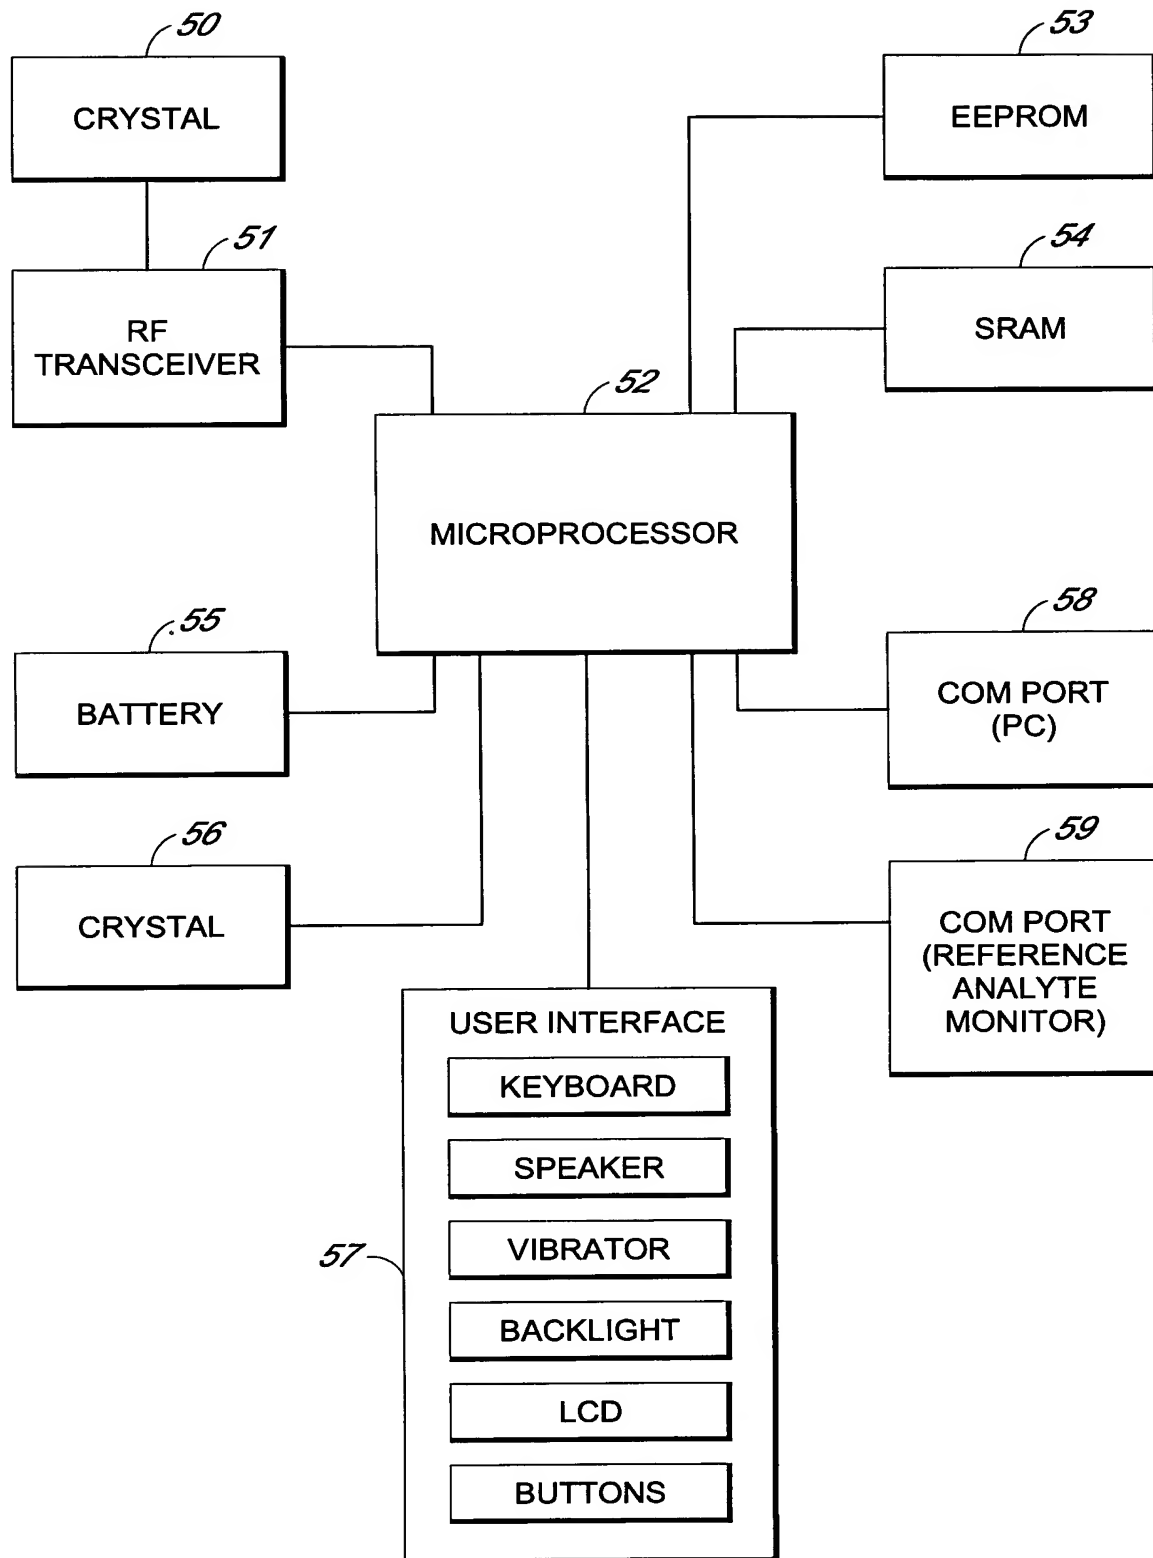 50
CRYSTAL
53
EEPROM
51
RF
TRANSCEIVER
54
SRAM
52
MICROPROCESSOR
55
BATTERY
58
COM PORT
(PC)
56
CRYSTAL
59
COM PORT
(REFERENCE
ANALYTE
MONITOR)
57
USER INTERFACE
KEYBOARD
SPEAKER
VIBRATOR
BACKLIGHT
LCD
BUTTONS